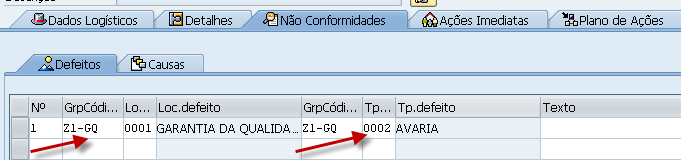 Dados Logísticos Detalhes Não Conformidades Ações Imediatas Plano de Ações
Defeitos Causas
Nº GrpCódi... Lo... Loc.defeito GrpCódi... Tp... Tp.defeito Texto
1 Z1-GQ 0001 GARANTIA DA QUALIDA... Z1-GQ 0002 AVARIA